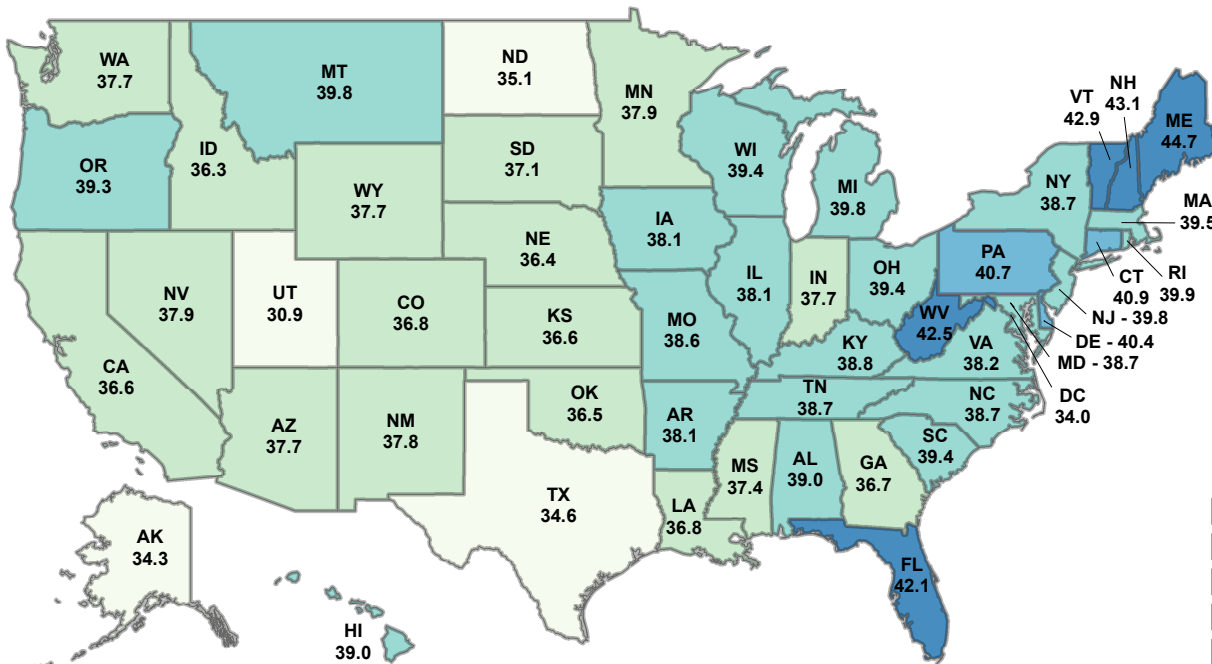 WA
37.7
MT
39.8
ND
35.1
MN
37.9
VT
42.9
NH
43.1
ME
44.7
OR
39.3
ID
36.3
WY
37.7
SD
37.1
WI
39.4
MI
39.8
NY
38.7
MA
39.5
NE
36.4
IA
38.1
PA
40.7
CT
40.9
RI
39.9
NV
37.9
UT
30.9
CO
36.8
KS
36.6
MO
38.6
IL
38.1
IN
37.7
OH
39.4
WV
42.5
NJ - 39.8
DE - 40.4
MD - 38.7
DC
34.0
CA
36.6
KY
38.8
VA
38.2
AZ
37.7
NM
37.8
OK
36.5
AR
38.1
TN
38.7
NC
38.7
SC
39.4
TX
34.6
LA
36.8
MS
37.4
AL
39.0
GA
36.7
AK
34.3
HI
39.0
FL
42.1